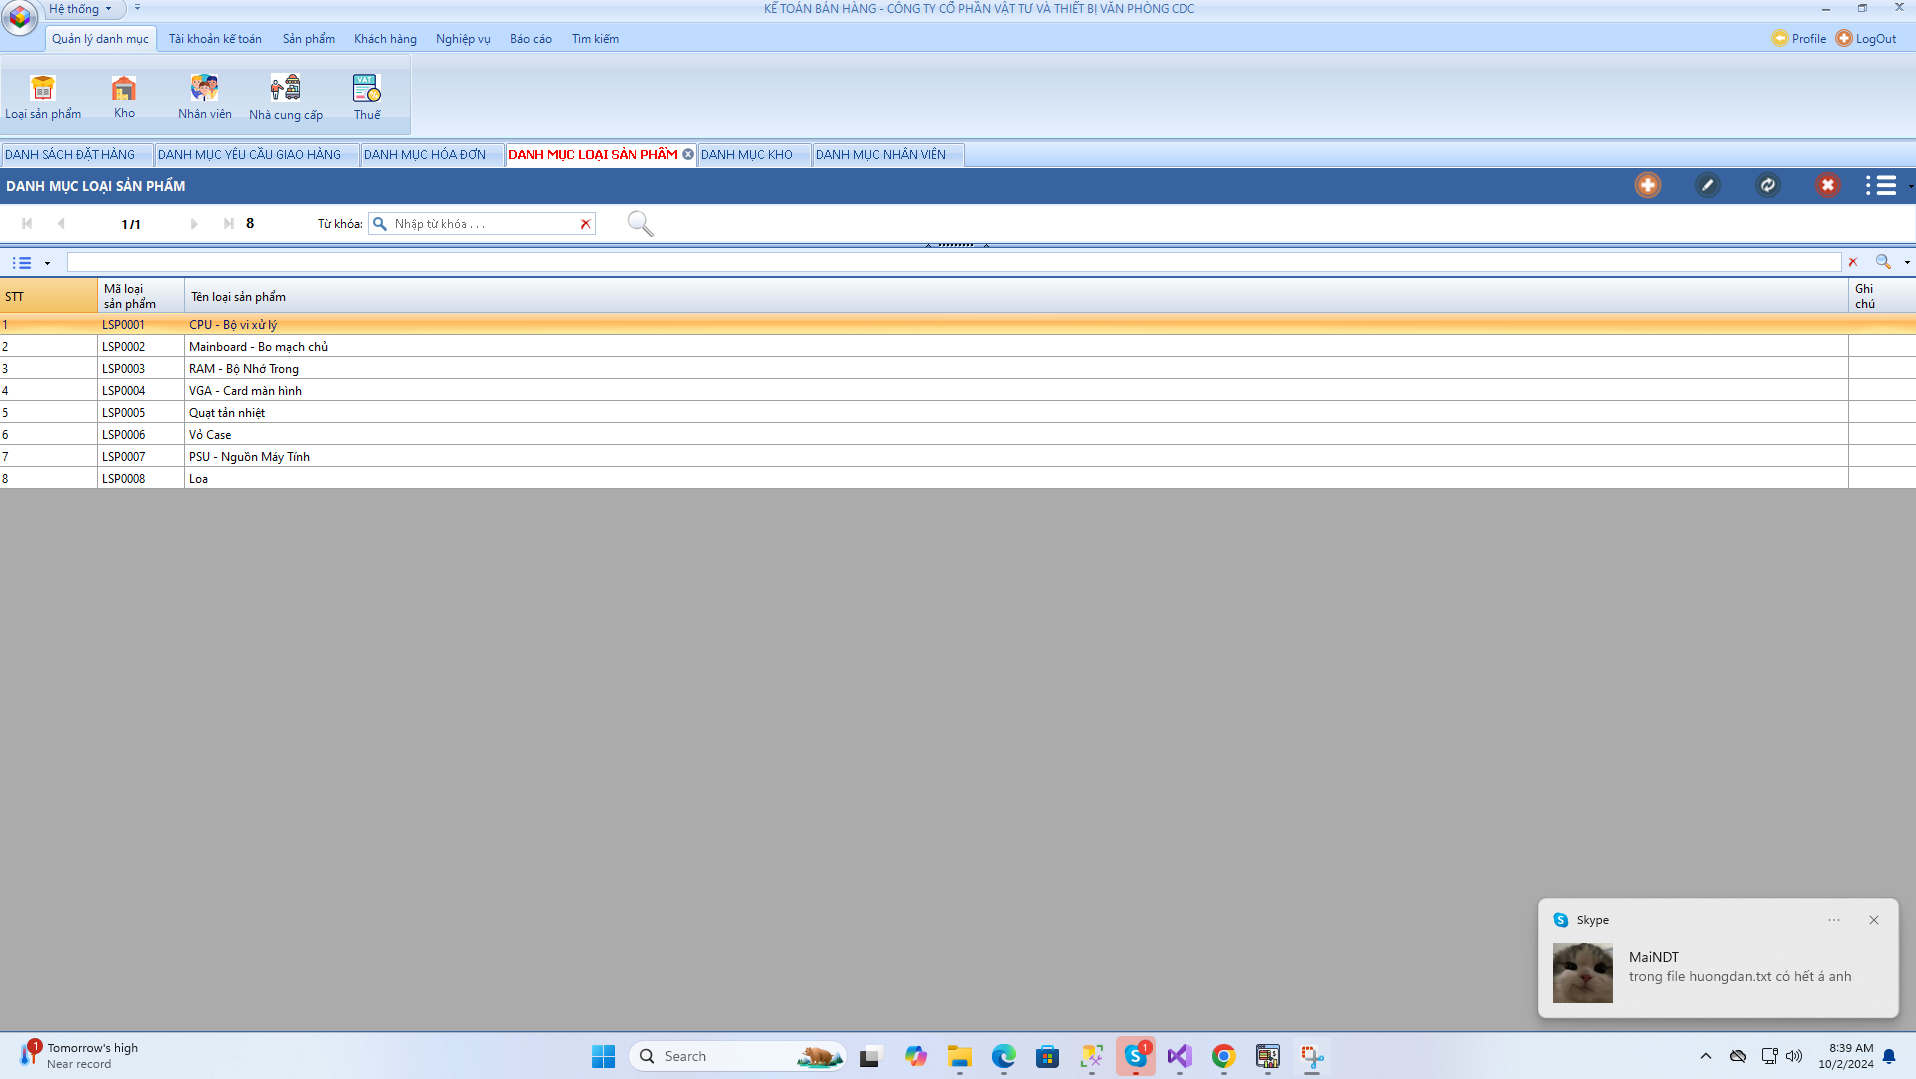 Hệ thống
KẾ TOÁN BÁN HÀNG - CÔNG TY CỔ PHẦN VẬT TƯ VÀ THIẾT BỊ VĂN PHÒNG CDC
Quản lý danh mục Tài khoản kế toán Sản phẩm Khách hàng Nghiệp vụ Báo cáo Tìm kiếm Profile LogOut
Loại sản phẩm Kho Nhân viên Nhà cung cấp Thuế
VAT
DANH SÁCH ĐẶT HÀNG DANH MỤC YÊU CẦU GIAO HÀNG DANH MỤC HÓA ĐƠN DANH MỤC LOẠI SẢN PHẨM DANH MỤC KHO DANH MỤC NHÂN VIÊN
DANH MỤC LOẠI SẢN PHẨM
1/1 8 Từ khóa: Nhập từ khóa . . .
STT Mã loại sản phẩm Tên loại sản phẩm Ghi chú
1 LSP0001 CPU - Bộ vi xử lý
2 LSP0002 Mainboard - Bo mạch chủ
3 LSP0003 RAM - Bộ Nhớ Trong
4 LSP0004 VGA - Card màn hình
5 LSP0005 Quạt tản nhiệt
6 LSP0006 Vỏ Case
7 LSP0007 PSU - Nguồn Máy Tính
8 LSP0008 Loa
Skype
MaiNDT
trong file huongdan.txt có hết á anh
1
Tomorrow's high
Near record
Search
1
8:39 AM
10/2/2024